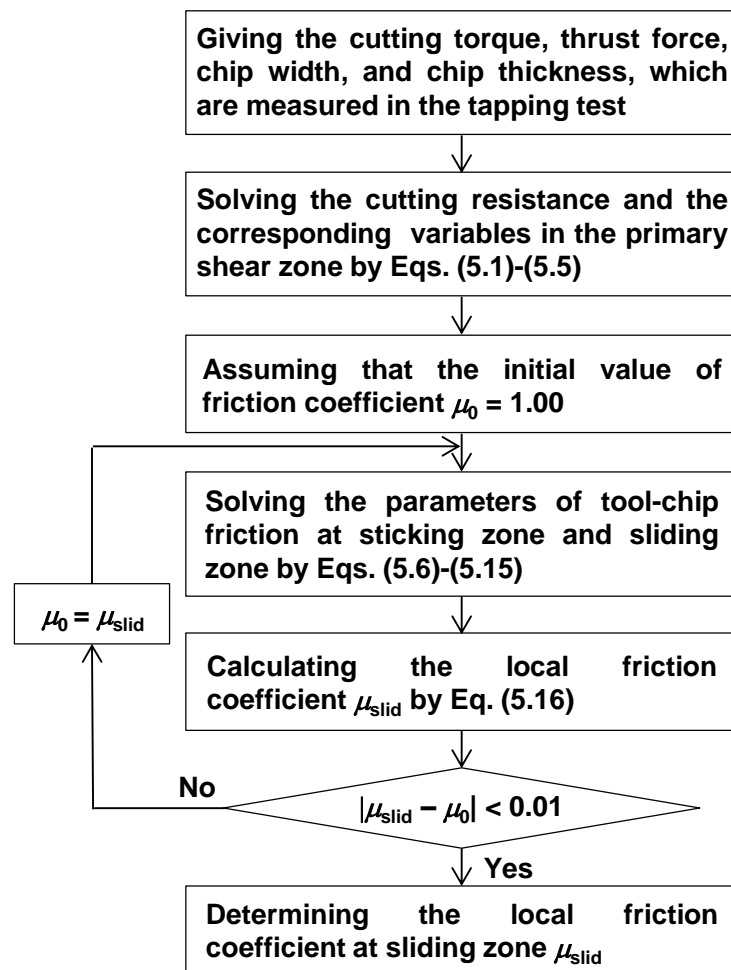 Giving the cutting torque, thrust force,
chip width, and chip thickness, which
are measured in the tapping test
Solving the cutting resistance and the
corresponding variables in the primary
shear zone by Eqs. (5.1)-(5.5)
Assuming that the initial value of
friction coefficient μ₀ = 1.00
Solving the parameters of tool-chip
friction at sticking zone and sliding
zone by Eqs. (5.6)-(5.15)
μ₀ = μslid
Calculating the local friction
coefficient μslid by Eq. (5.16)
No
|μslid − μ₀| < 0.01
Yes
Determining the local friction
coefficient at sliding zone μslid